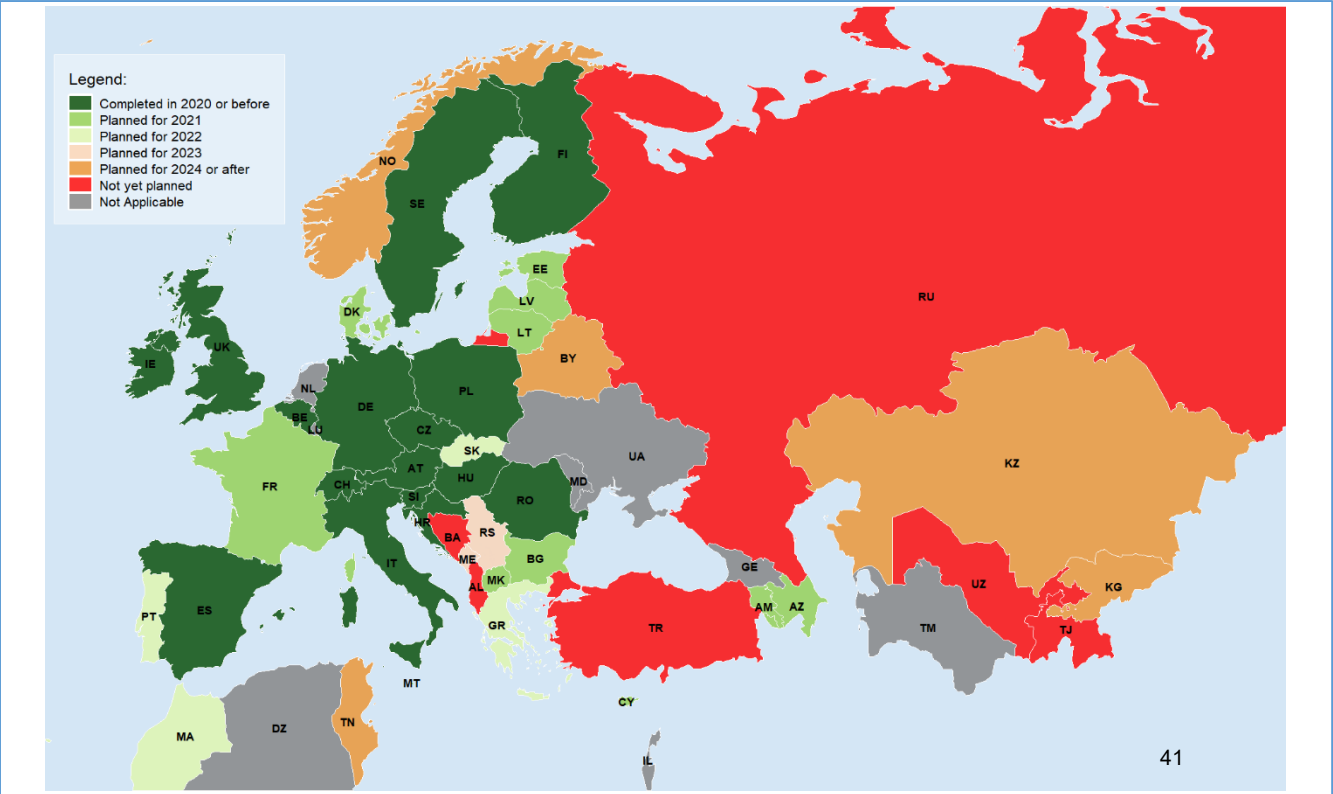 Legend:
Completed in 2020 or before
Planned for 2021
Planned for 2022
Planned for 2023
Planned for 2024 or after
Not yet planned
Not Applicable
NO
FI
SE
EE
RU
LV
DK
LT
UK
BY
IE
NL
PL
DE
BE
LU
CZ
SK
UA
KZ
AT
FR
HU
MD
CH
SI
RO
HR
RS
BA
BG
ME
IT
GE
MK
UZ
AL
KG
AM
AZ
ES
PT
GR
TR
TM
TJ
MT
CY
TN
DZ
MA
IL
41